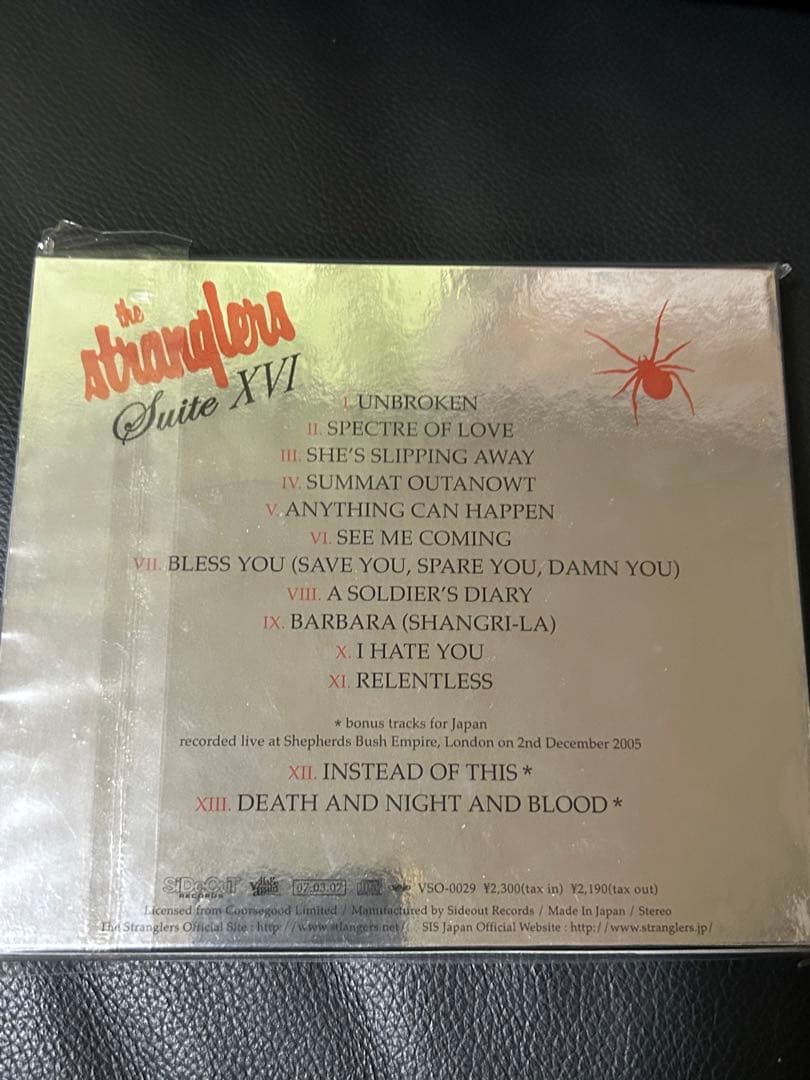 the
stranglers
Suite XVI
I. UNBROKEN
II. SPECTRE OF LOVE
III. SHE'S SLIPPING AWAY
IV. SUMMAT OUTANOWT
V. ANYTHING CAN HAPPEN
VI. SEE ME COMING
VII. BLESS YOU (SAVE YOU, SPARE YOU, DAMN YOU)
VIII. A SOLDIER'S DIARY
IX. BARBARA (SHANGRI-LA)
X. I HATE YOU
XI. RELENTLESS
* bonus tracks for Japan
recorded live at Shepherds Bush Empire, London on 2nd December 2005
XII. INSTEAD OF THIS *
XIII. DEATH AND NIGHT AND BLOOD *
SiDeOuT RECORDS 07.03.07 VSO-0029 ¥2,300(tax in) ¥2,190(tax out)
Licensed from Coorsegood Limited / Manufactured by Sideout Records / Made In Japan / Stereo
The Stranglers Official Site : http://www.stlangers.net/ SIS Japan Official Website : http://www.stranglers.jp/